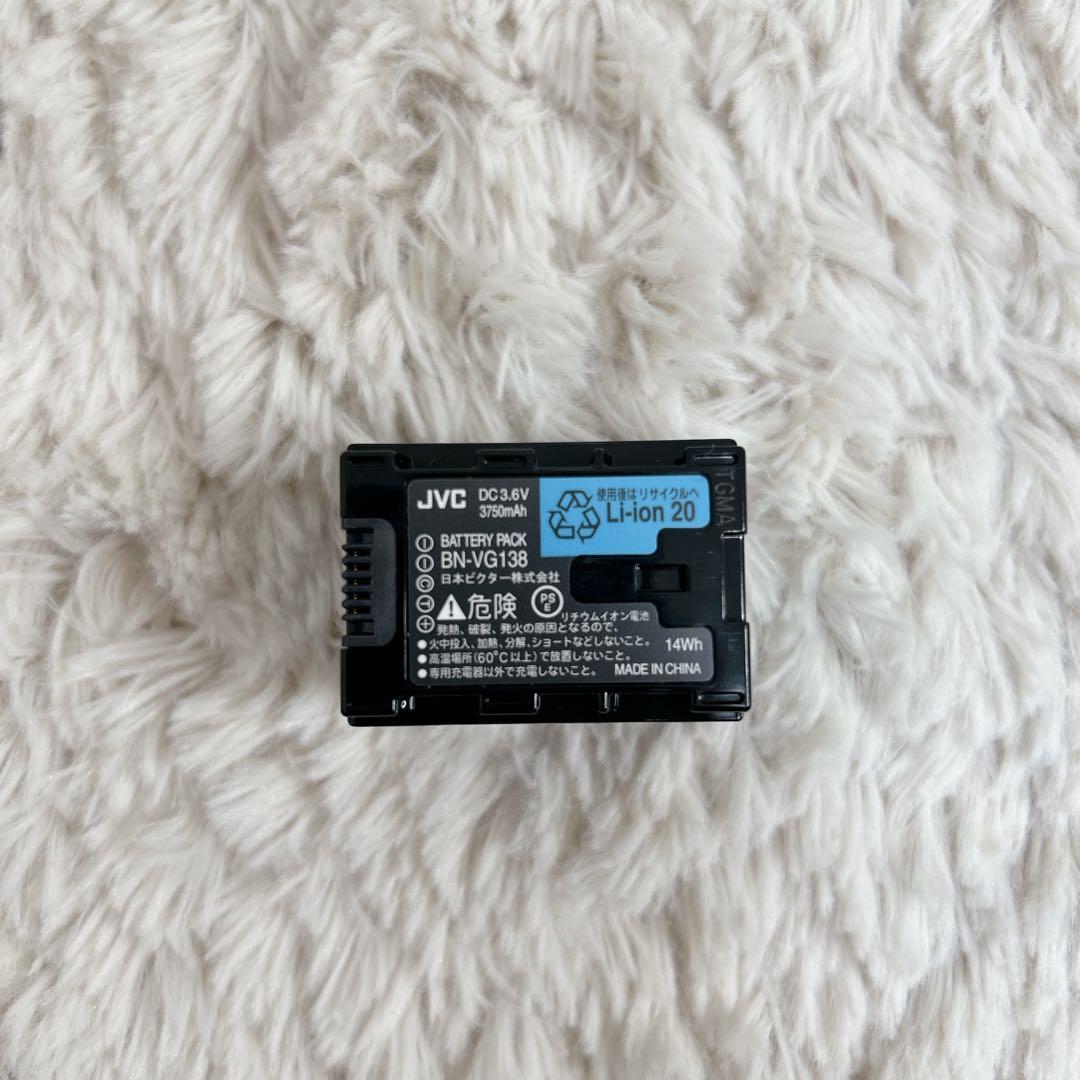 JVC
DC3.6V
3750mAh
使用後は リサイクルへ
Li-ion 20
BATTERY PACK
BN-VG138
日本ビクター株式会社
危険
PS
E
リチウムイオン電池
発熱、破裂、発火の原因となるので、
●火中投入、加熱、分解、ショートなどしないこと。
14Wh
●高温場所(60℃以上)で放置しないこと。
●専用充電器以外で充電しないこと。
MADE IN CHINA
⊖
Ⓣ
⊕
TGMA